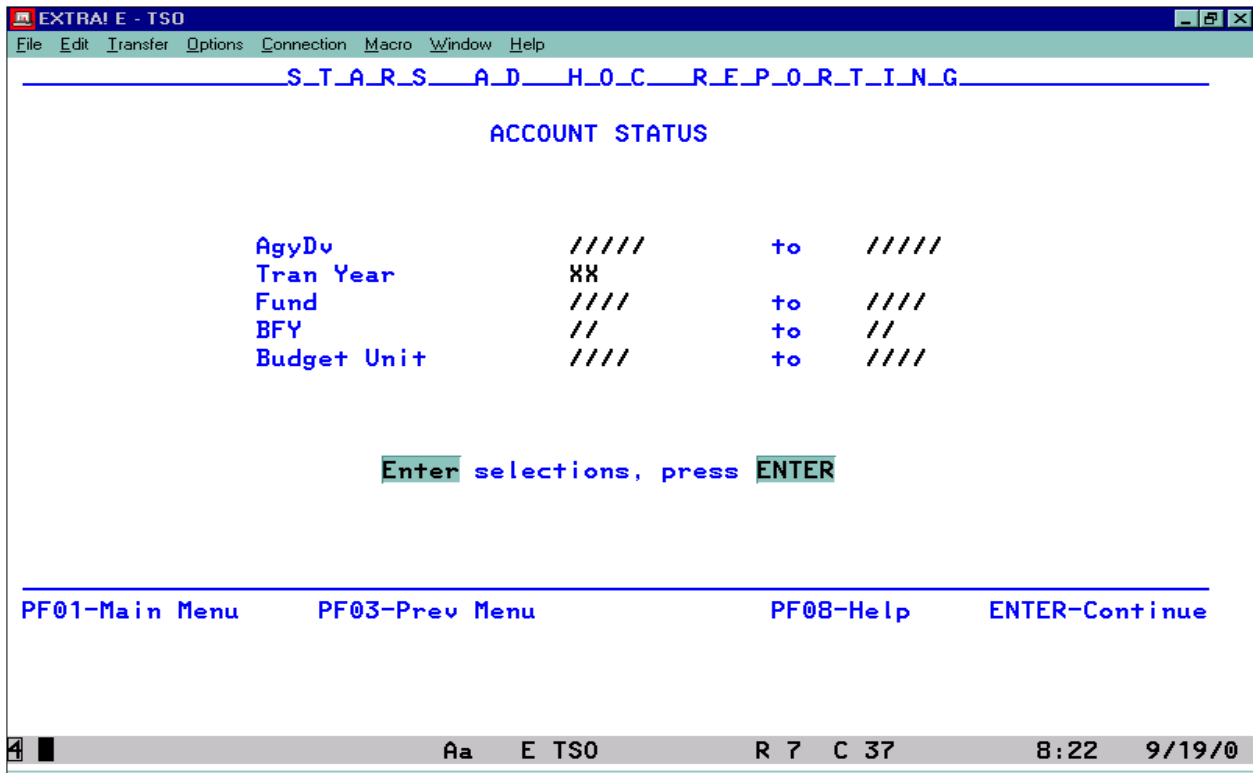 EXTRA! E - TSO
File Edit Transfer Options Connection Macro Window Help
S_T_A_R_S___A_D___H_O_C___R_E_P_O_R_T_I_N_G
ACCOUNT STATUS
AgyDv ///// to /////
Tran Year XX
Fund //// to ////
BFY // to //
Budget Unit //// to ////
Enter selections, press ENTER
PF01-Main Menu PF03-Prev Menu PF08-Help ENTER-Continue
4 Aa E TSO R 7 C 37 8:22 9/19/0